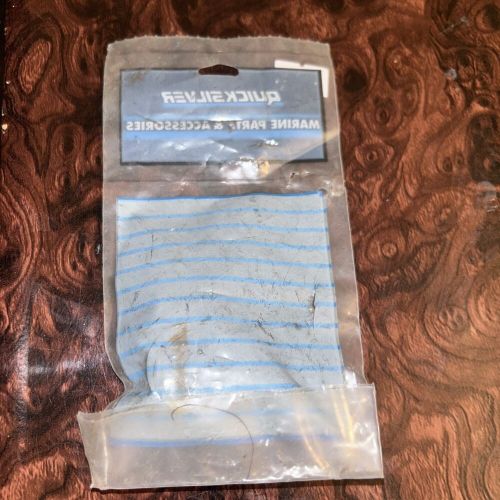 QUICKSILVER
MARINE PARTS & ACCESSORIES